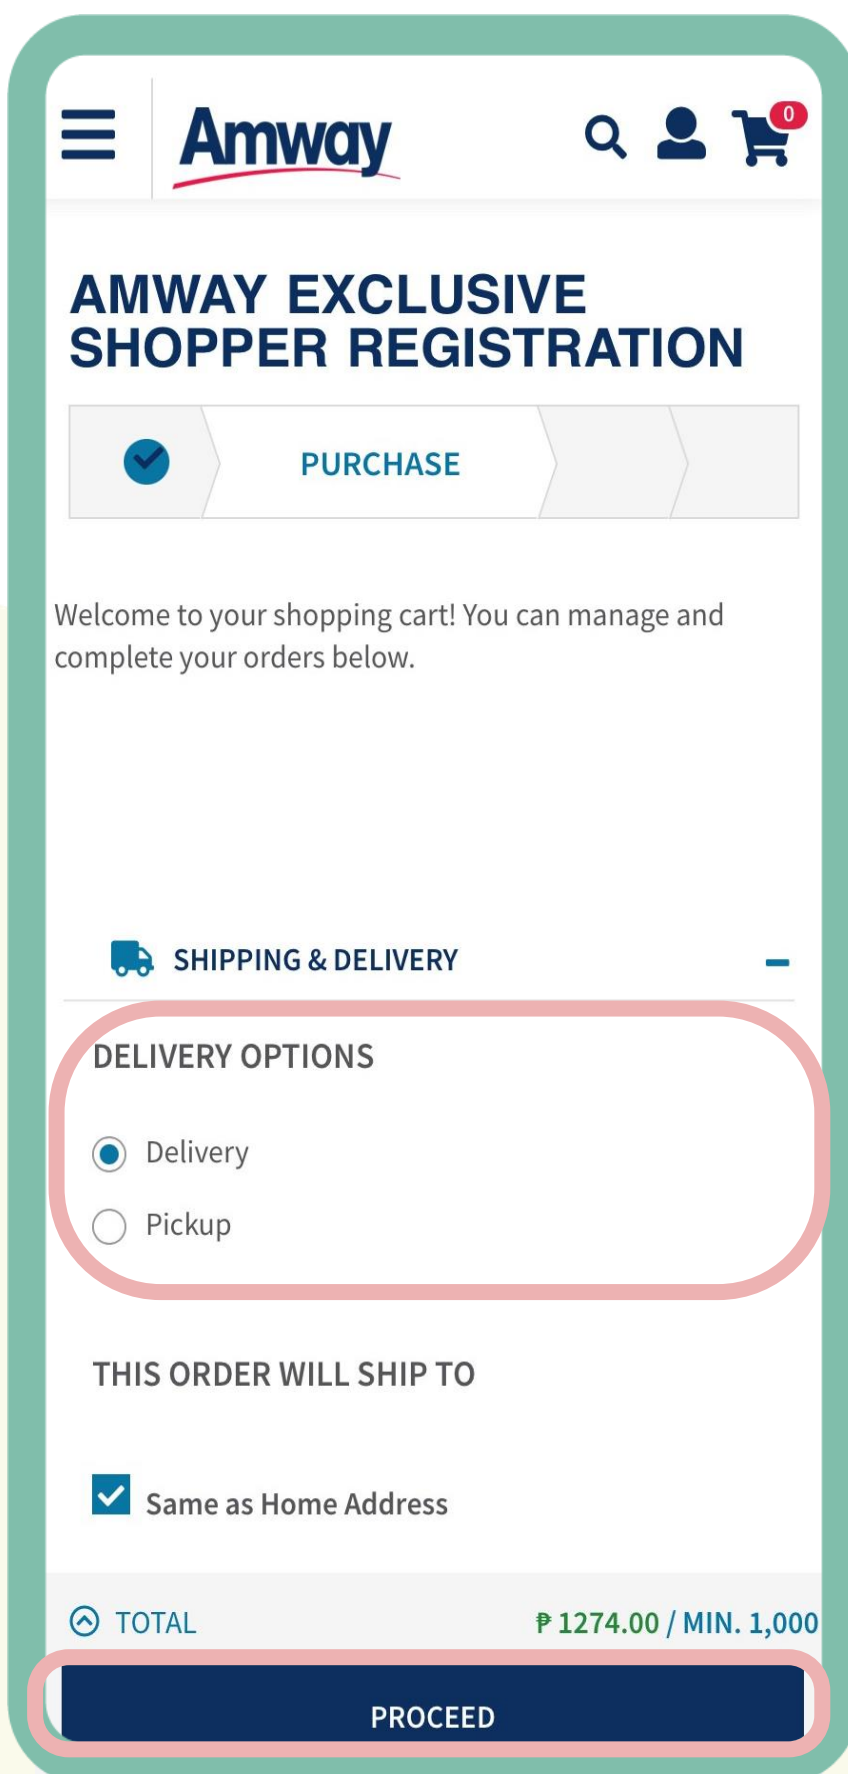 Amway
0
AMWAY EXCLUSIVE
SHOPPER REGISTRATION
PURCHASE
Welcome to your shopping cart! You can manage and
complete your orders below.
SHIPPING & DELIVERY
DELIVERY OPTIONS
Delivery
Pickup
THIS ORDER WILL SHIP TO
Same as Home Address
TOTAL ₱ 1274.00 / MIN. 1,000
PROCEED